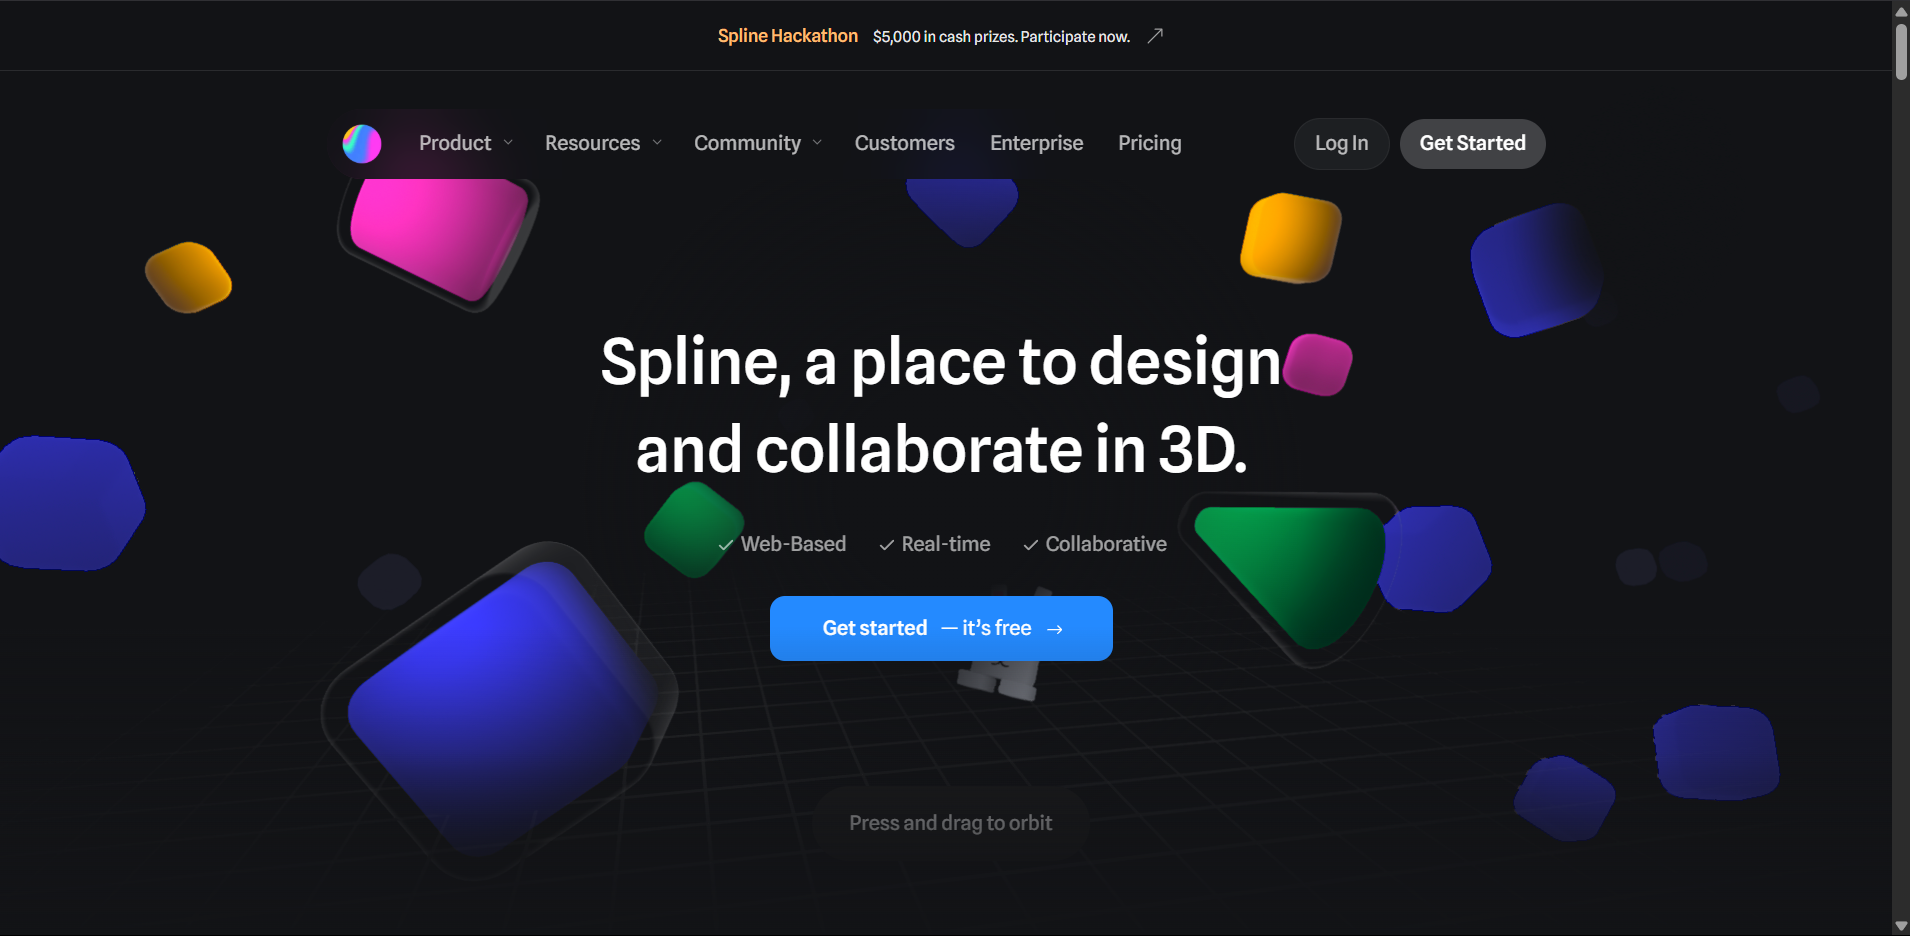 Spline Hackathon $5,000 in cash prizes. Participate now.
Product Resources Community Customers Enterprise Pricing Log In Get Started
Spline, a place to design
and collaborate in 3D.
Web-Based Real-time Collaborative
Get started — it's free →
Press and drag to orbit